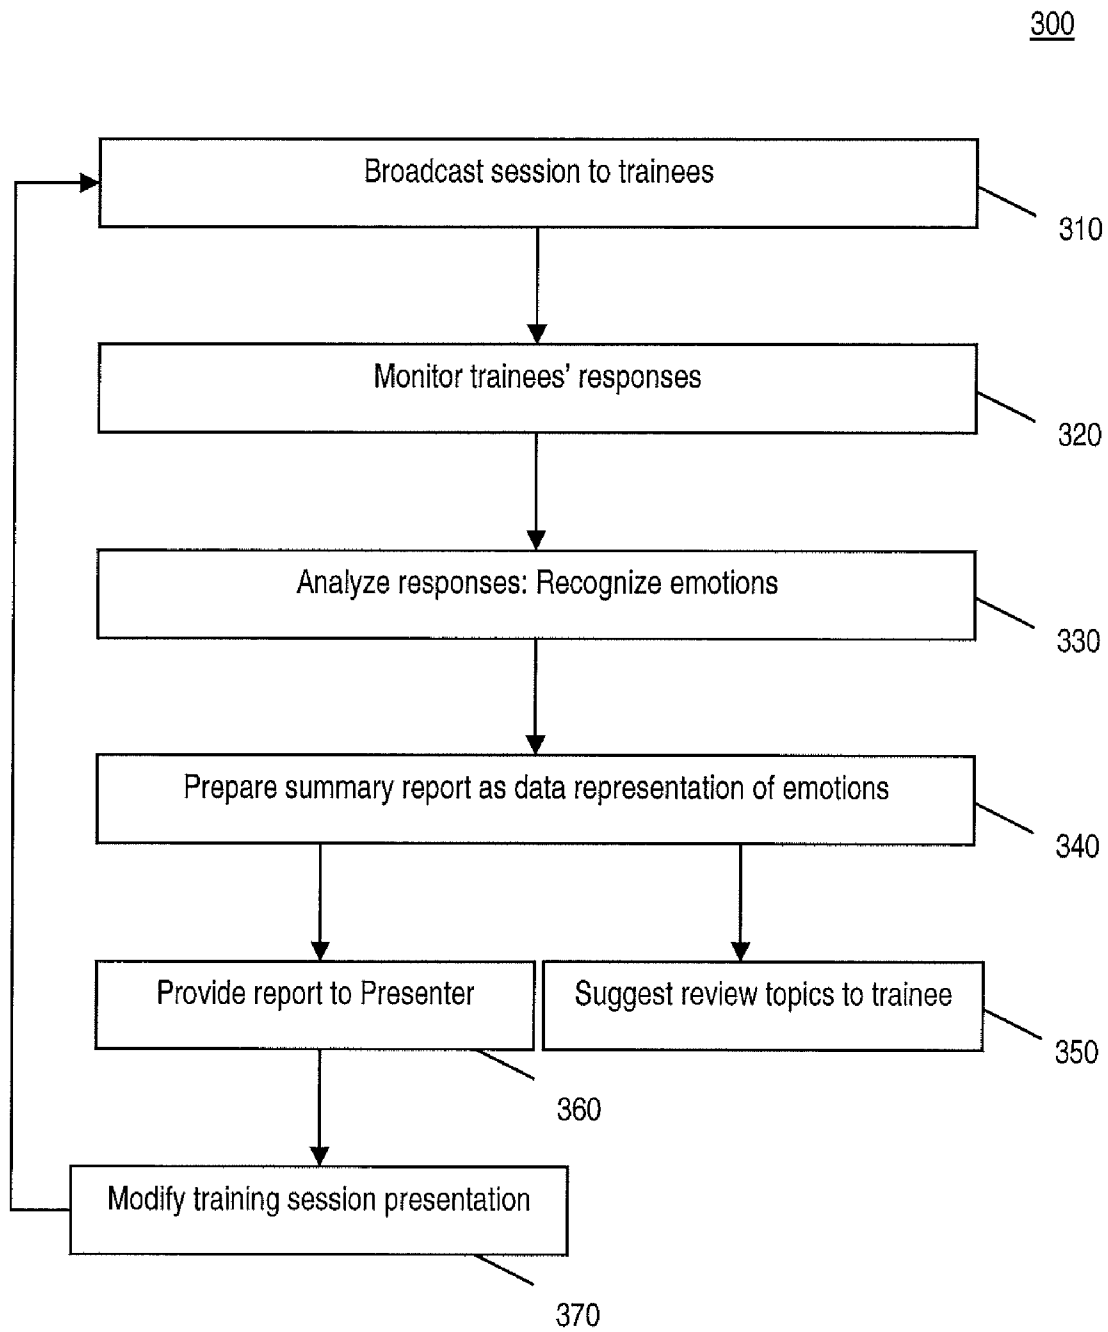 300
Broadcast session to trainees
310
Monitor trainees' responses
320
Analyze responses: Recognize emotions
330
Prepare summary report as data representation of emotions
340
Provide report to Presenter
Suggest review topics to trainee
350
360
Modify training session presentation
370